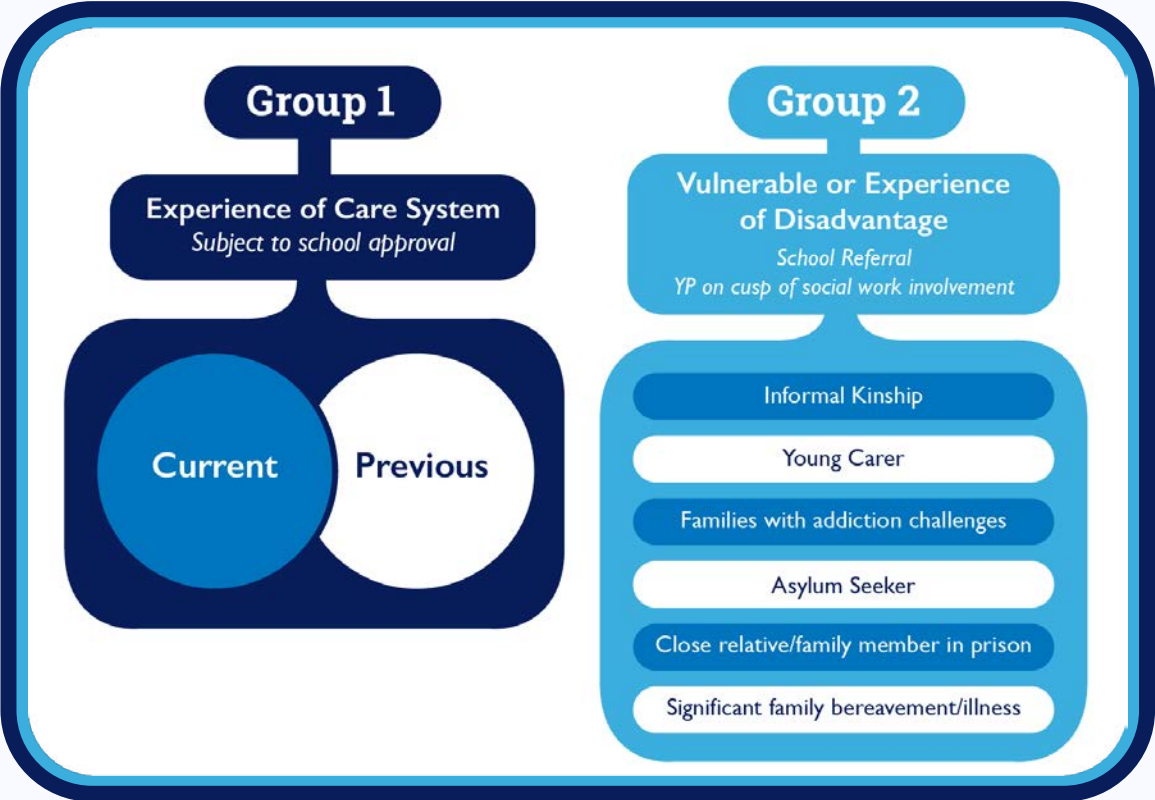 Group 1
Experience of Care System
Subject to school approval
Current
Previous
Group 2
Vulnerable or Experience
of Disadvantage
School Referral
YP on cusp of social work involvement
Informal Kinship
Young Carer
Families with addiction challenges
Asylum Seeker
Close relative/family member in prison
Significant family bereavement/illness